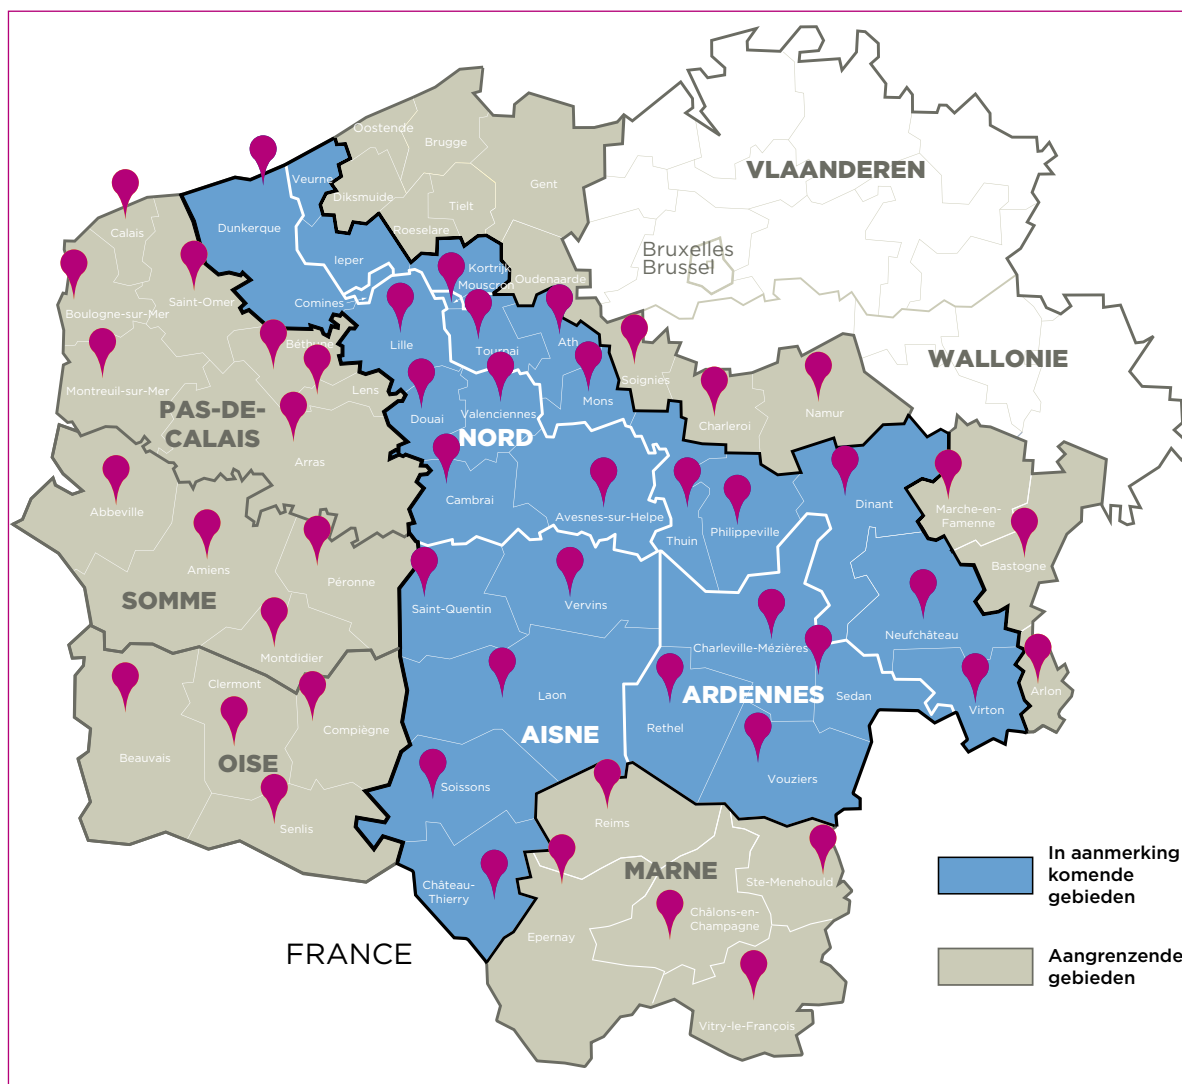 Oostende
Brugge
VLAANDEREN
Veurne
Gent
Diksmuide
Tielt
Calais
Dunkerque
Roeselare
Ieper
Bruxelles
Brussel
Kortrijk
Oudenaarde
Mouscron
Saint-Omer
Comines
Boulogne-sur-Mer
Béthune
Lille
Tournai
Ath
WALLONIE
Soignies
Montreuil-sur-Mer
Lens
Mons
PAS-DE-
CALAIS
Douai
Valenciennes
Charleroi
Namur
NORD
Arras
Cambrai
Dinant
Abbeville
Avesnes-sur-Helpe
Marche-en-
Famenne
Philippeville
Thuin
Amiens
Péronne
Bastogne
SOMME
Saint-Quentin
Vervins
Neufchâteau
Montdidier
Charleville-Mézières
Clermont
Laon
ARDENNES
Sedan
Arlon
Virton
Compiègne
Rethel
AISNE
Beauvais
OISE
Soissons
Vouziers
Senlis
Reims
MARNE
Château-
Thierry
Ste-Menehould
Châlons-en-
Champagne
Epernay
FRANCE
Vitry-le-François
In aanmerking
komende
gebieden
Aangrenzende
gebieden